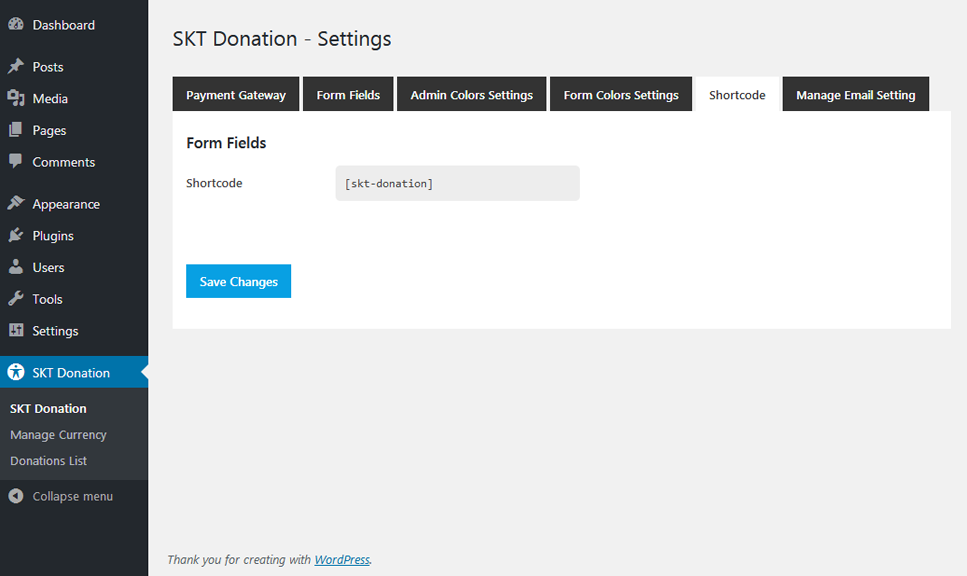 Dashboard
Posts
Media
Pages
Comments
Appearance
Plugins
Users
Tools
Settings
SKT Donation
SKT Donation
Manage Currency
Donations List
Collapse menu
SKT Donation - Settings
Payment Gateway Form Fields Admin Colors Settings Form Colors Settings Shortcode Manage Email Setting
Form Fields
Shortcode [skt-donation]
Save Changes
Thank you for creating with WordPress.